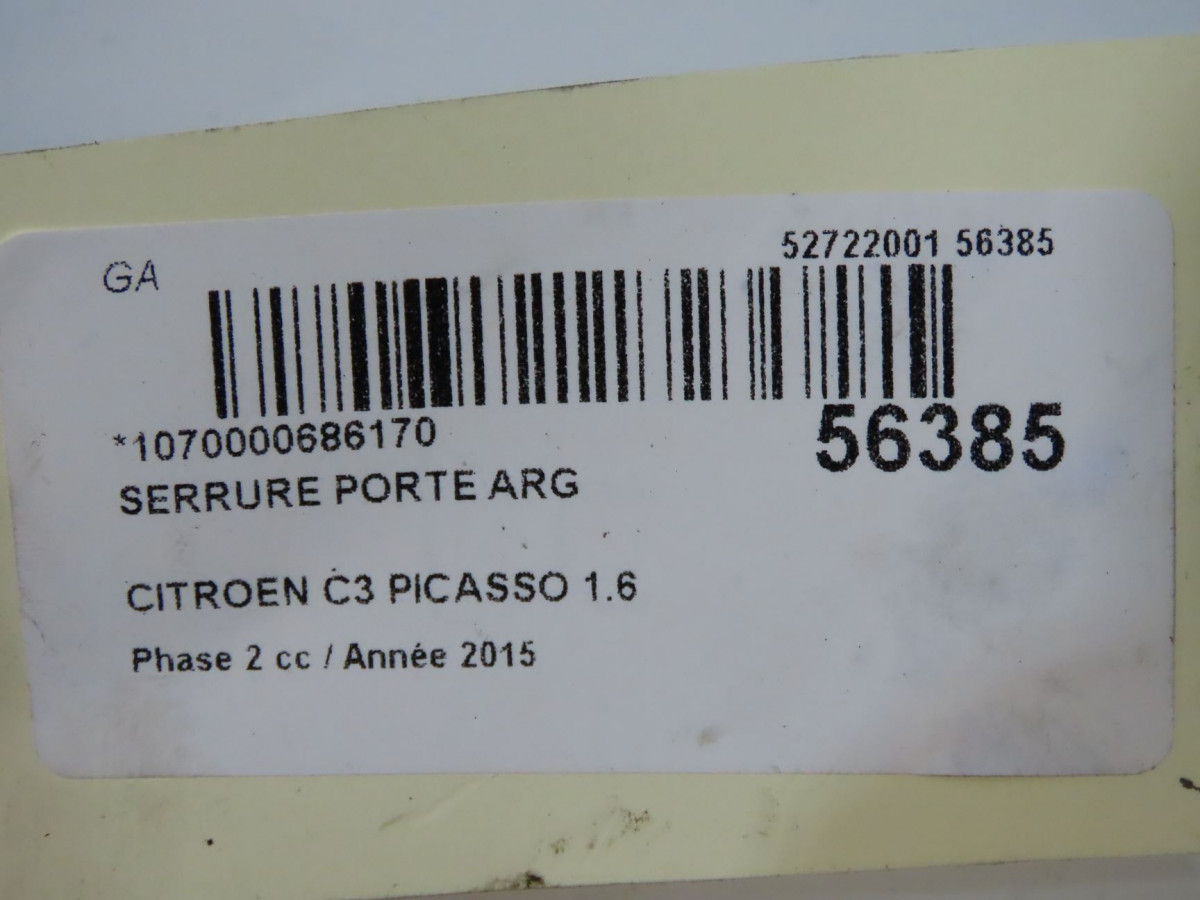 GA
52722001 56385
*1070000686170
56385
SERRURE PORTE ARG
CITROEN C3 PICASSO 1.6
Phase 2 cc / Année 2015